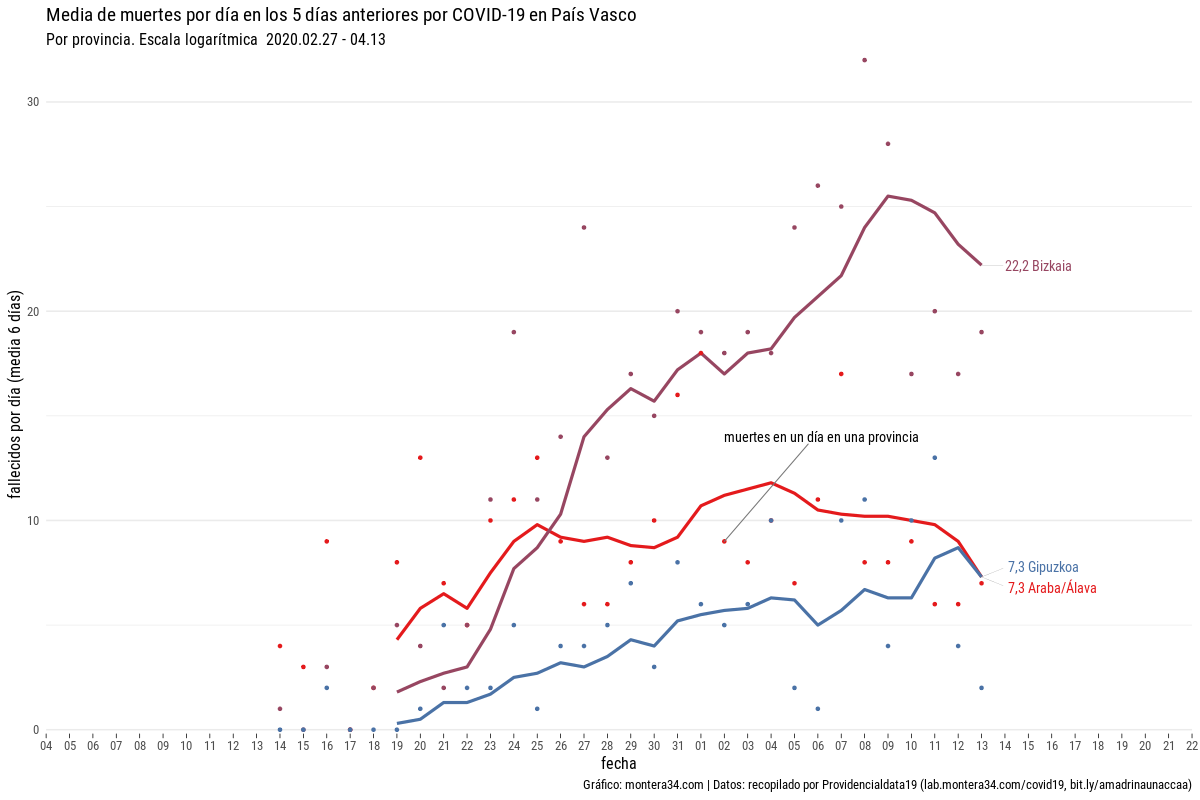 Media de muertes por día en los 5 días anteriores por COVID-19 en País Vasco
Por provincia. Escala logarítmica  2020.02.27 - 04.13
fallecidos por día (media 6 días)
30
20
10
0
22,2 Bizkaia
muertes en un día en una provincia
7,3 Gipuzkoa
7,3 Araba/Álava
04 05 06 07 08 09 10 11 12 13 14 15 16 17 18 19 20 21 22 23 24 25 26 27 28 29 30 31 01 02 03 04 05 06 07 08 09 10 11 12 13 14 15 16 17 18 19 20 21 22
fecha
Gráfico: montera34.com | Datos: recopilado por Providencialdata19 (lab.montera34.com/covid19, bit.ly/amadrinaunaccaa)